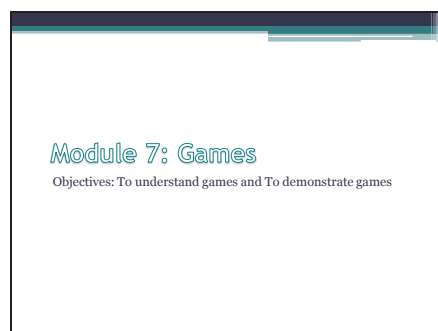 Module 7: Games
Objectives: To understand games and To demonstrate games